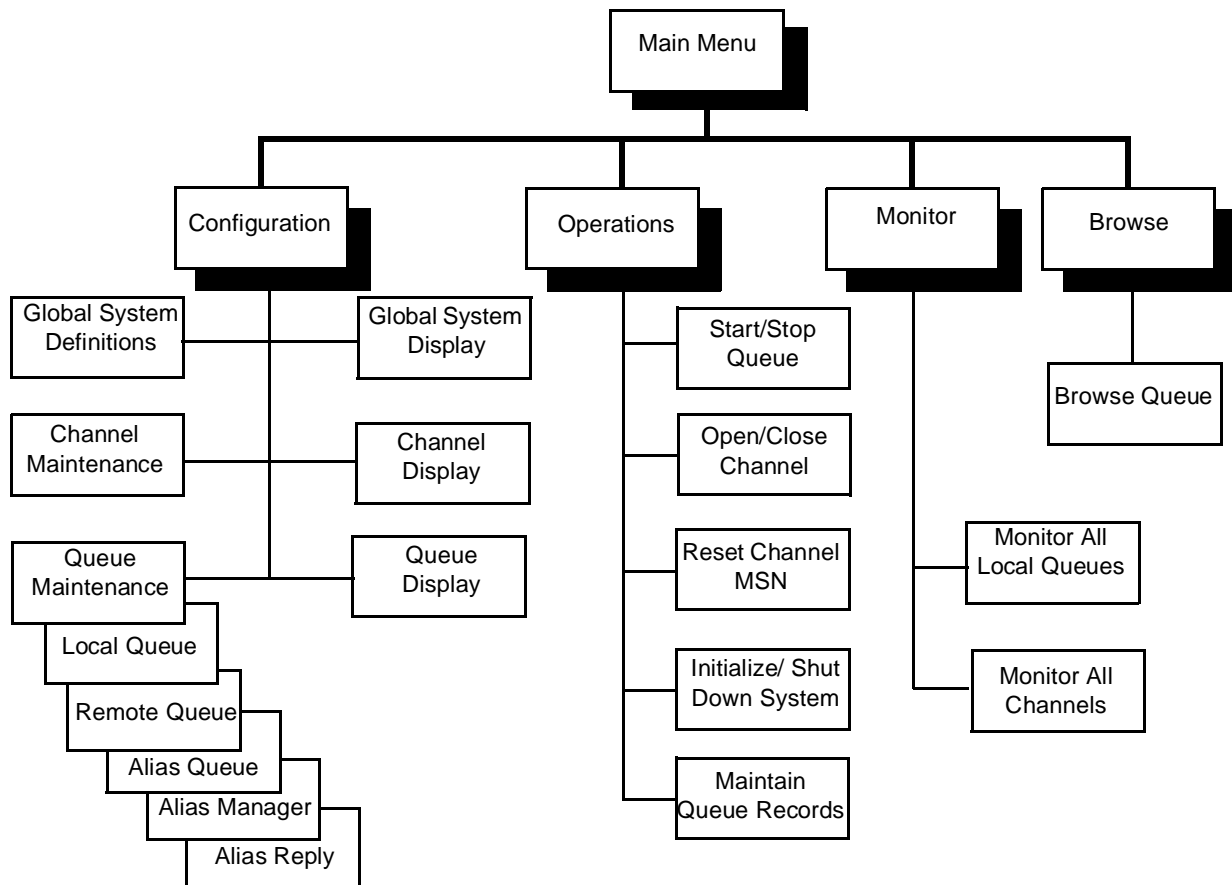 Main Menu
Configuration
Operations
Monitor
Browse
Global System
Definitions
Global System
Display
Channel
Maintenance
Channel
Display
Queue
Maintenance
Queue
Display
Local Queue
Remote Queue
Alias Queue
Alias Manager
Alias Reply
Start/Stop
Queue
Open/Close
Channel
Reset Channel
MSN
Initialize/ Shut
Down System
Maintain
Queue Records
Monitor All
Local Queues
Monitor All
Channels
Browse Queue